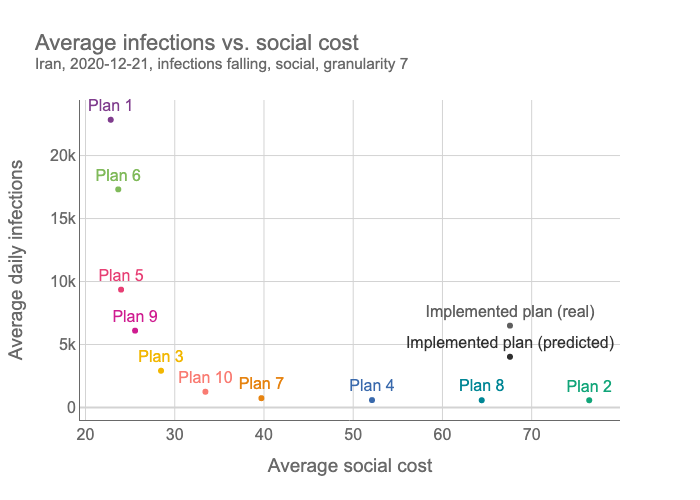 Average infections vs. social cost
Iran, 2020-12-21, infections falling, social, granularity 7
Plan 1
20k
Plan 6
15k
Average daily infections
Plan 5
10k
Plan 9
Implemented plan (real)
5k
Implemented plan (predicted)
Plan 3
Plan 10
Plan 7
Plan 4
Plan 8
Plan 2
0
20 30 40 50 60 70
Average social cost